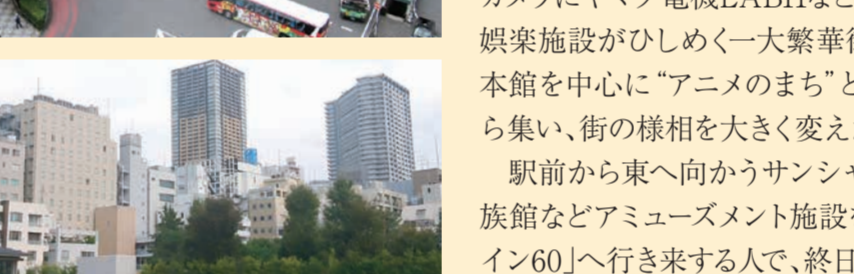 カメラにヤマダ電機LABIなど
娯楽施設がひしめく一大繁華
本館を中心に“アニメのまち”と
ら集い、街の様相を大きく変え
　駅前から東へ向かうサンシャ
族館などアミューズメント施設
イン60」へ行き来する人で、終日